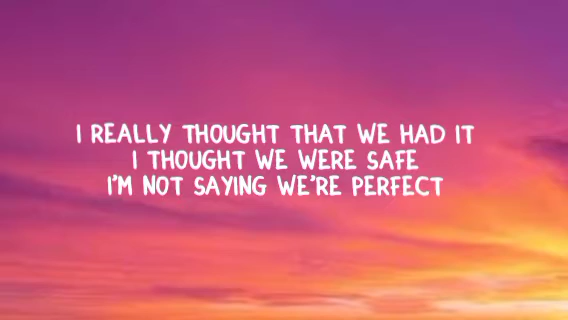 I REALLY THOUGHT THAT WE HAD IT
I THOUGHT WE WERE SAFE
I'M NOT SAYING WE'RE PERFECT